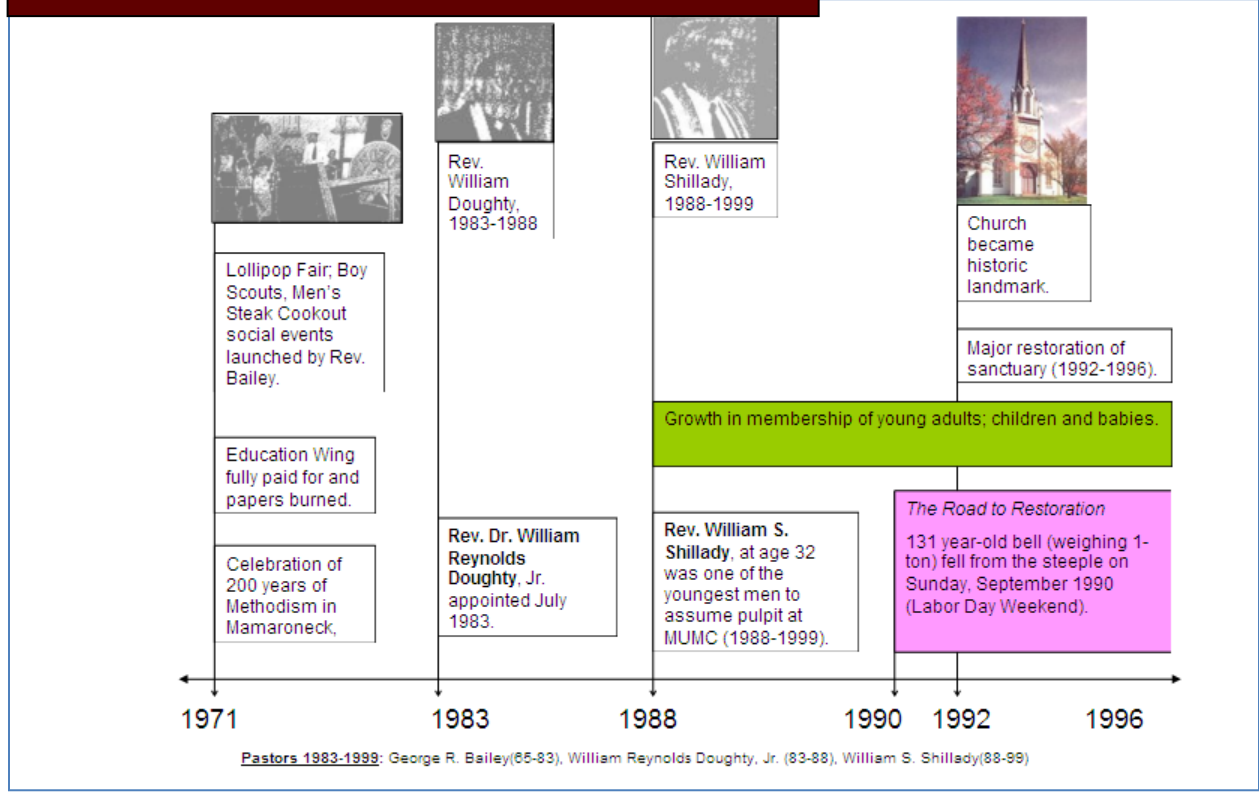 Lollipop Fair; Boy
Scouts, Men's
Steak Cookout
social events
launched by Rev.
Bailey.
Education Wing
fully paid for and
papers burned.
Celebration of
200 years of
Methodism in
Mamaroneck,
Rev.
William
Doughty,
1983-1988
Rev. Dr. William
Reynolds
Doughty, Jr.
appointed July
1983.
Rev. William
Shillady,
1988-1999
Church
became
historic
landmark.
Major restoration of
sanctuary (1992-1996).
Growth in membership of young adults; children and babies.
Rev. William S.
Shillady, at age 32
was one of the
youngest men to
assume pulpit at
MUMC (1988-1999).
The Road to Restoration
131 year-old bell (weighing 1-
ton) fell from the steeple on
Sunday, September 1990
(Labor Day Weekend).
1971 1983 1988 1990 1992 1996
Pastors 1983-1999: George R. Bailey(65-83), William Reynolds Doughty, Jr. (83-88), William S. Shillady(88-99)